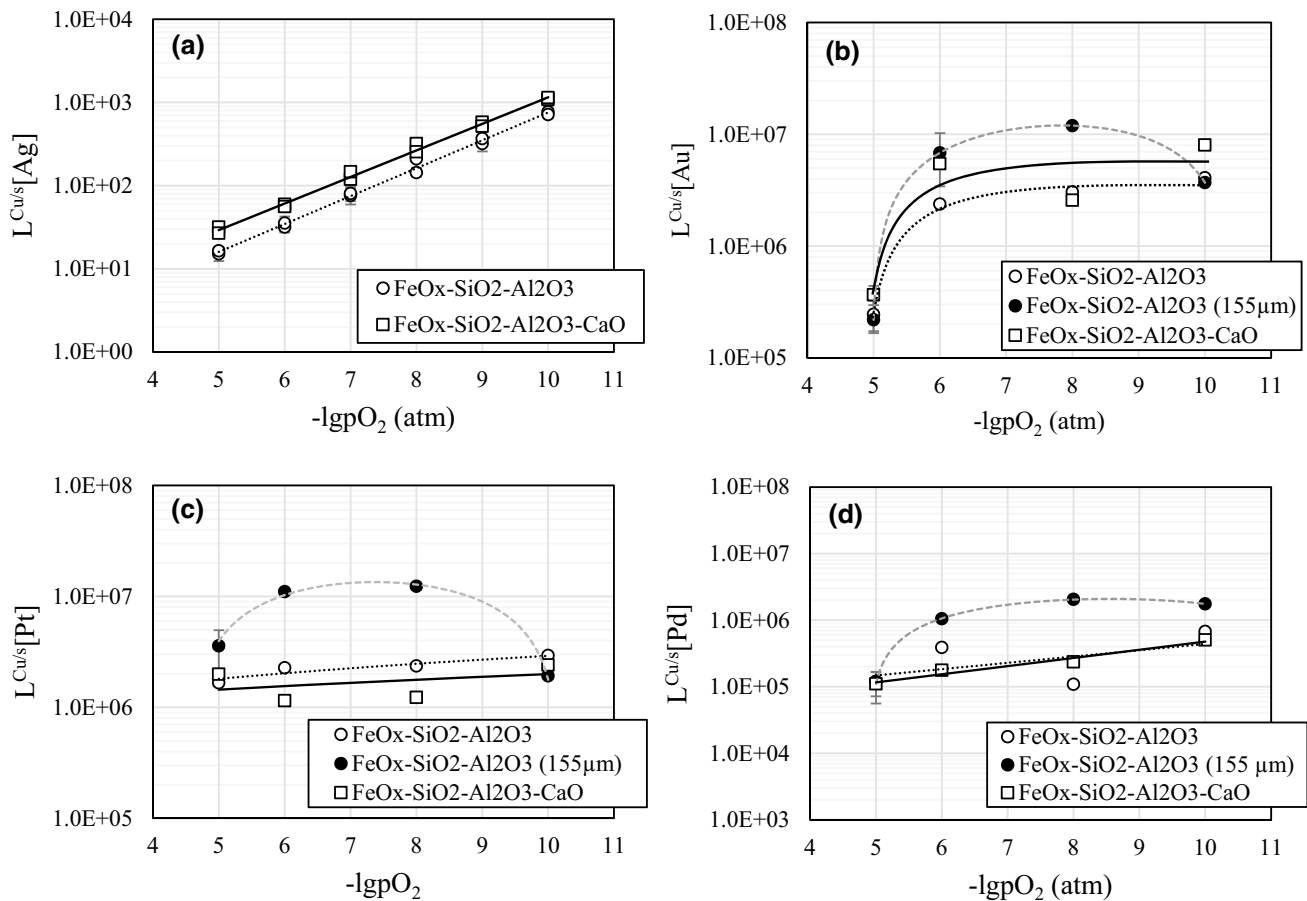 (a)
1.0E+04
1.0E+03
1.0E+02
1.0E+01
1.0E+00
L^Cu/s[Ag]
FeOx-SiO2-Al2O3
FeOx-SiO2-Al2O3-CaO
4 5 6 7 8 9 10 11
-lgpO₂ (atm)
(b)
1.0E+08
1.0E+07
1.0E+06
1.0E+05
L^Cu/s[Au]
FeOx-SiO2-Al2O3
FeOx-SiO2-Al2O3 (155µm)
FeOx-SiO2-Al2O3-CaO
4 5 6 7 8 9 10 11
-lgpO₂ (atm)
(c)
1.0E+08
1.0E+07
1.0E+06
1.0E+05
L^Cu/s[Pt]
FeOx-SiO2-Al2O3
FeOx-SiO2-Al2O3 (155µm)
FeOx-SiO2-Al2O3-CaO
4 5 6 7 8 9 10 11
-lgpO₂
(d)
1.0E+08
1.0E+07
1.0E+06
1.0E+05
1.0E+04
1.0E+03
L^Cu/s[Pd]
FeOx-SiO2-Al2O3
FeOx-SiO2-Al2O3 (155 µm)
FeOx-SiO2-Al2O3-CaO
4 5 6 7 8 9 10 11
-lgpO₂ (atm)